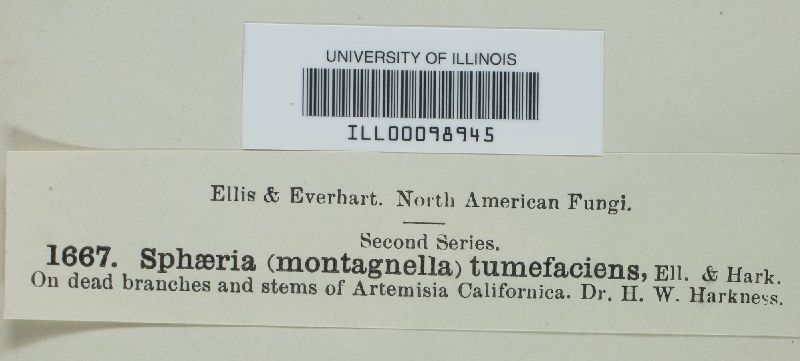 UNIVERSITY OF ILLINOIS
ILL00098945
Ellis & Everhart. North American Fungi.
Second Series.
1667. Sphæria (montagnella) tumefaciens, Ell. & Hark.
On dead branches and stems of Artemisia Californica. Dr. H. W. Harkness.